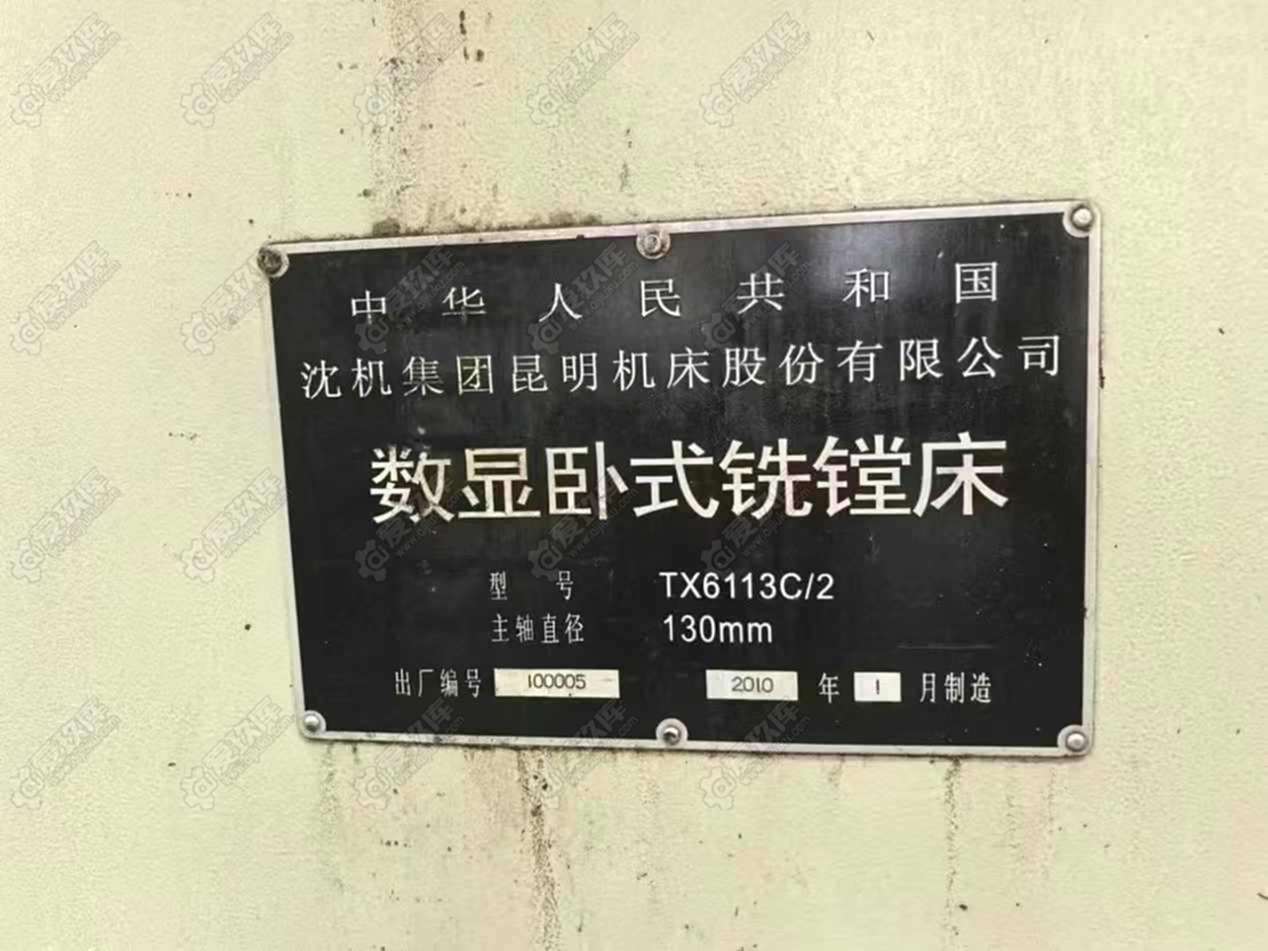 中华人民共和国
沈机集团昆明机床股份有限公司
数显卧式铣镗床
型号 TX6113C/2
主轴直径 130mm
出厂编号 100005 2010 年 1 月制造